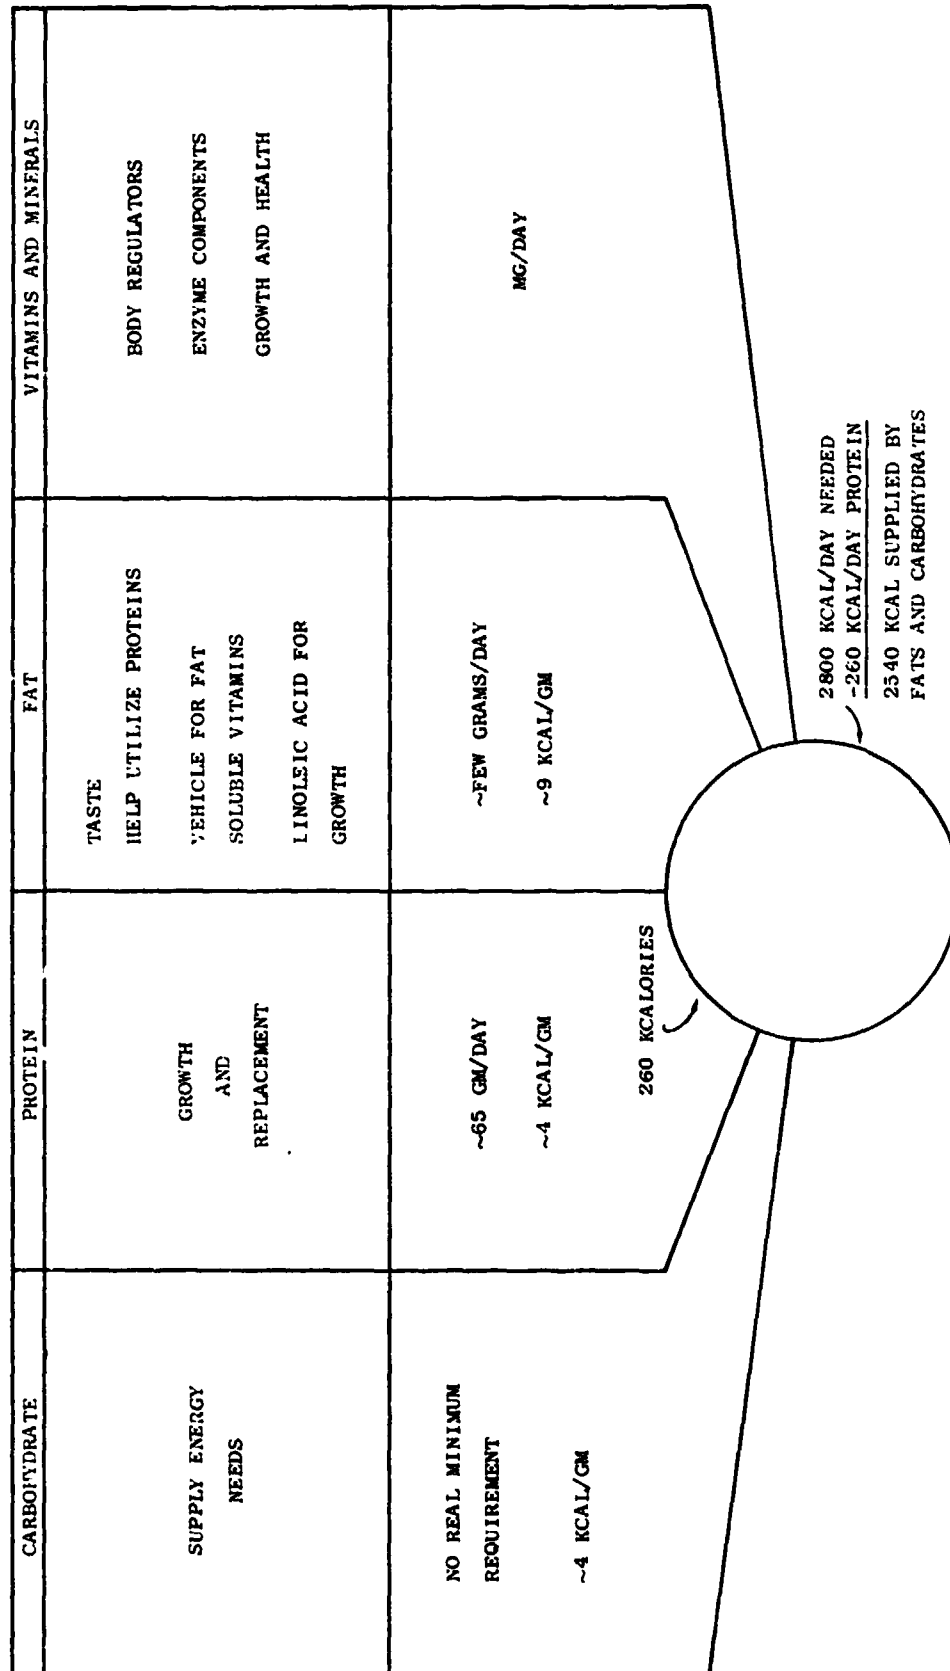 CARBOHYDRATE
PROTEIN
FAT
VITAMINS AND MINERALS
SUPPLY ENERGY
NEEDS
GROWTH
AND
REPLACEMENT
TASTE
HELP UTILIZE PROTEINS
VEHICLE FOR FAT
SOLUBLE VITAMINS
LINOLEIC ACID FOR
GROWTH
BODY REGULATORS
ENZYME COMPONENTS
GROWTH AND HEALTH
NO REAL MINIMUM
REQUIREMENT
~4 KCAL/GM
~65 GM/DAY
~4 KCAL/GM
~FEW GRAMS/DAY
~9 KCAL/GM
MG/DAY
260 KCALORIES
2800 KCAL/DAY NEEDED
-260 KCAL/DAY PROTEIN
2540 KCAL SUPPLIED BY
FATS AND CARBOHYDRATES